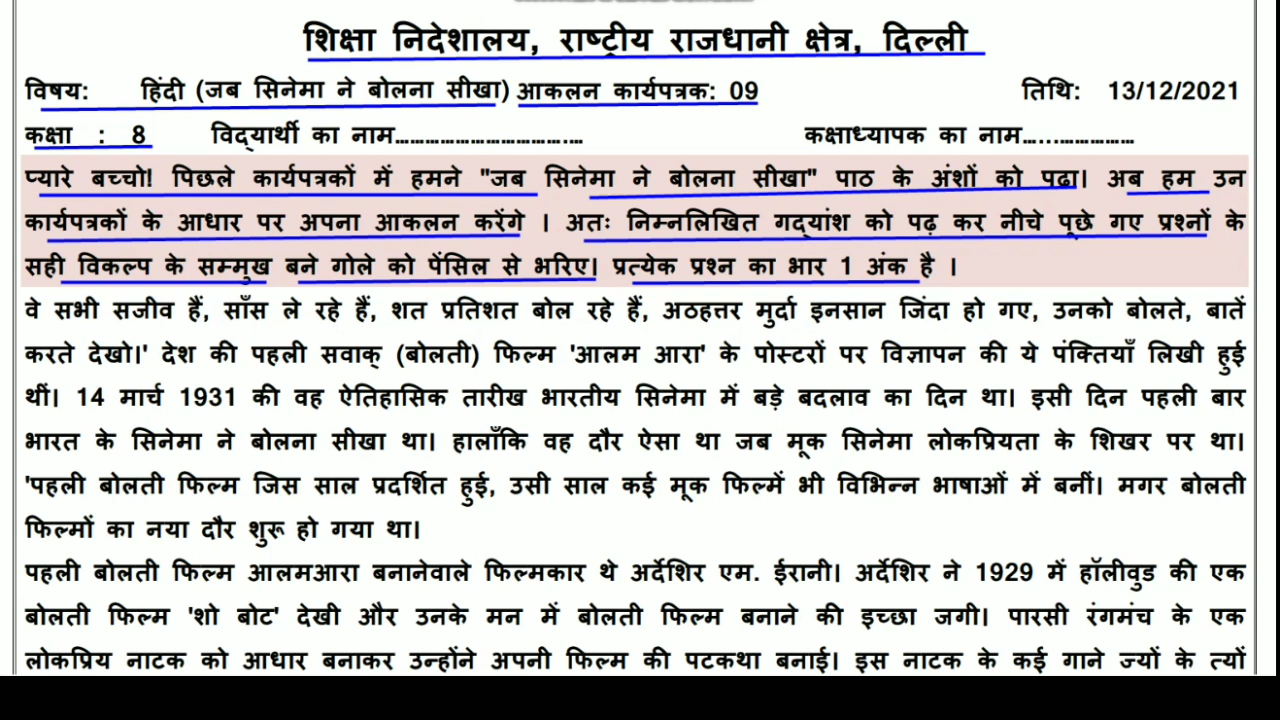 शिक्षा निदेशालय, राष्ट्रीय राजधानी क्षेत्र, दिल्ली
विषय: हिंदी (जब सिनेमा ने बोलना सीखा) आकलन कार्यपत्रक: 09 तिथि: 13/12/2021
कक्षा : 8 विद्यार्थी का नाम................................... कक्षाध्यापक का नाम.....................
प्यारे बच्चो! पिछले कार्यपत्रकों में हमने "जब सिनेमा ने बोलना सीखा" पाठ के अंशों को पढ़ा। अब हम उन
कार्यपत्रकों के आधार पर अपना आकलन करेंगे । अतः निम्नलिखित गद्यांश को पढ़ कर नीचे पूछे गए प्रश्नों के
सही विकल्प के सम्मुख बने गोले को पेंसिल से भरिए। प्रत्येक प्रश्न का भार 1 अंक है ।
वे सभी सजीव हैं, साँस ले रहे हैं, शत प्रतिशत बोल रहे हैं, अठहत्तर मुर्दा इनसान जिंदा हो गए, उनको बोलते, बातें
करते देखो।' देश की पहली सवाक् (बोलती) फिल्म 'आलम आरा' के पोस्टरों पर विज्ञापन की ये पंक्तियाँ लिखी हुई
थीं। 14 मार्च 1931 की वह ऐतिहासिक तारीख भारतीय सिनेमा में बड़े बदलाव का दिन था। इसी दिन पहली बार
भारत के सिनेमा ने बोलना सीखा था। हालाँकि वह दौर ऐसा था जब मूक सिनेमा लोकप्रियता के शिखर पर था।
'पहली बोलती फिल्म जिस साल प्रदर्शित हुई, उसी साल कई मूक फिल्में भी विभिन्न भाषाओं में बनीं। मगर बोलती
फिल्मों का नया दौर शुरू हो गया था।
पहली बोलती फिल्म आलमआरा बनानेवाले फिल्मकार थे अर्देशिर एम. ईरानी। अर्देशिर ने 1929 में हॉलीवुड की एक
बोलती फिल्म 'शो बोट' देखी और उनके मन में बोलती फिल्म बनाने की इच्छा जगी। पारसी रंगमंच के एक
लोकप्रिय नाटक को आधार बनाकर उन्होंने अपनी फिल्म की पटकथा बनाई। इस नाटक के कई गाने ज्यों के त्यों